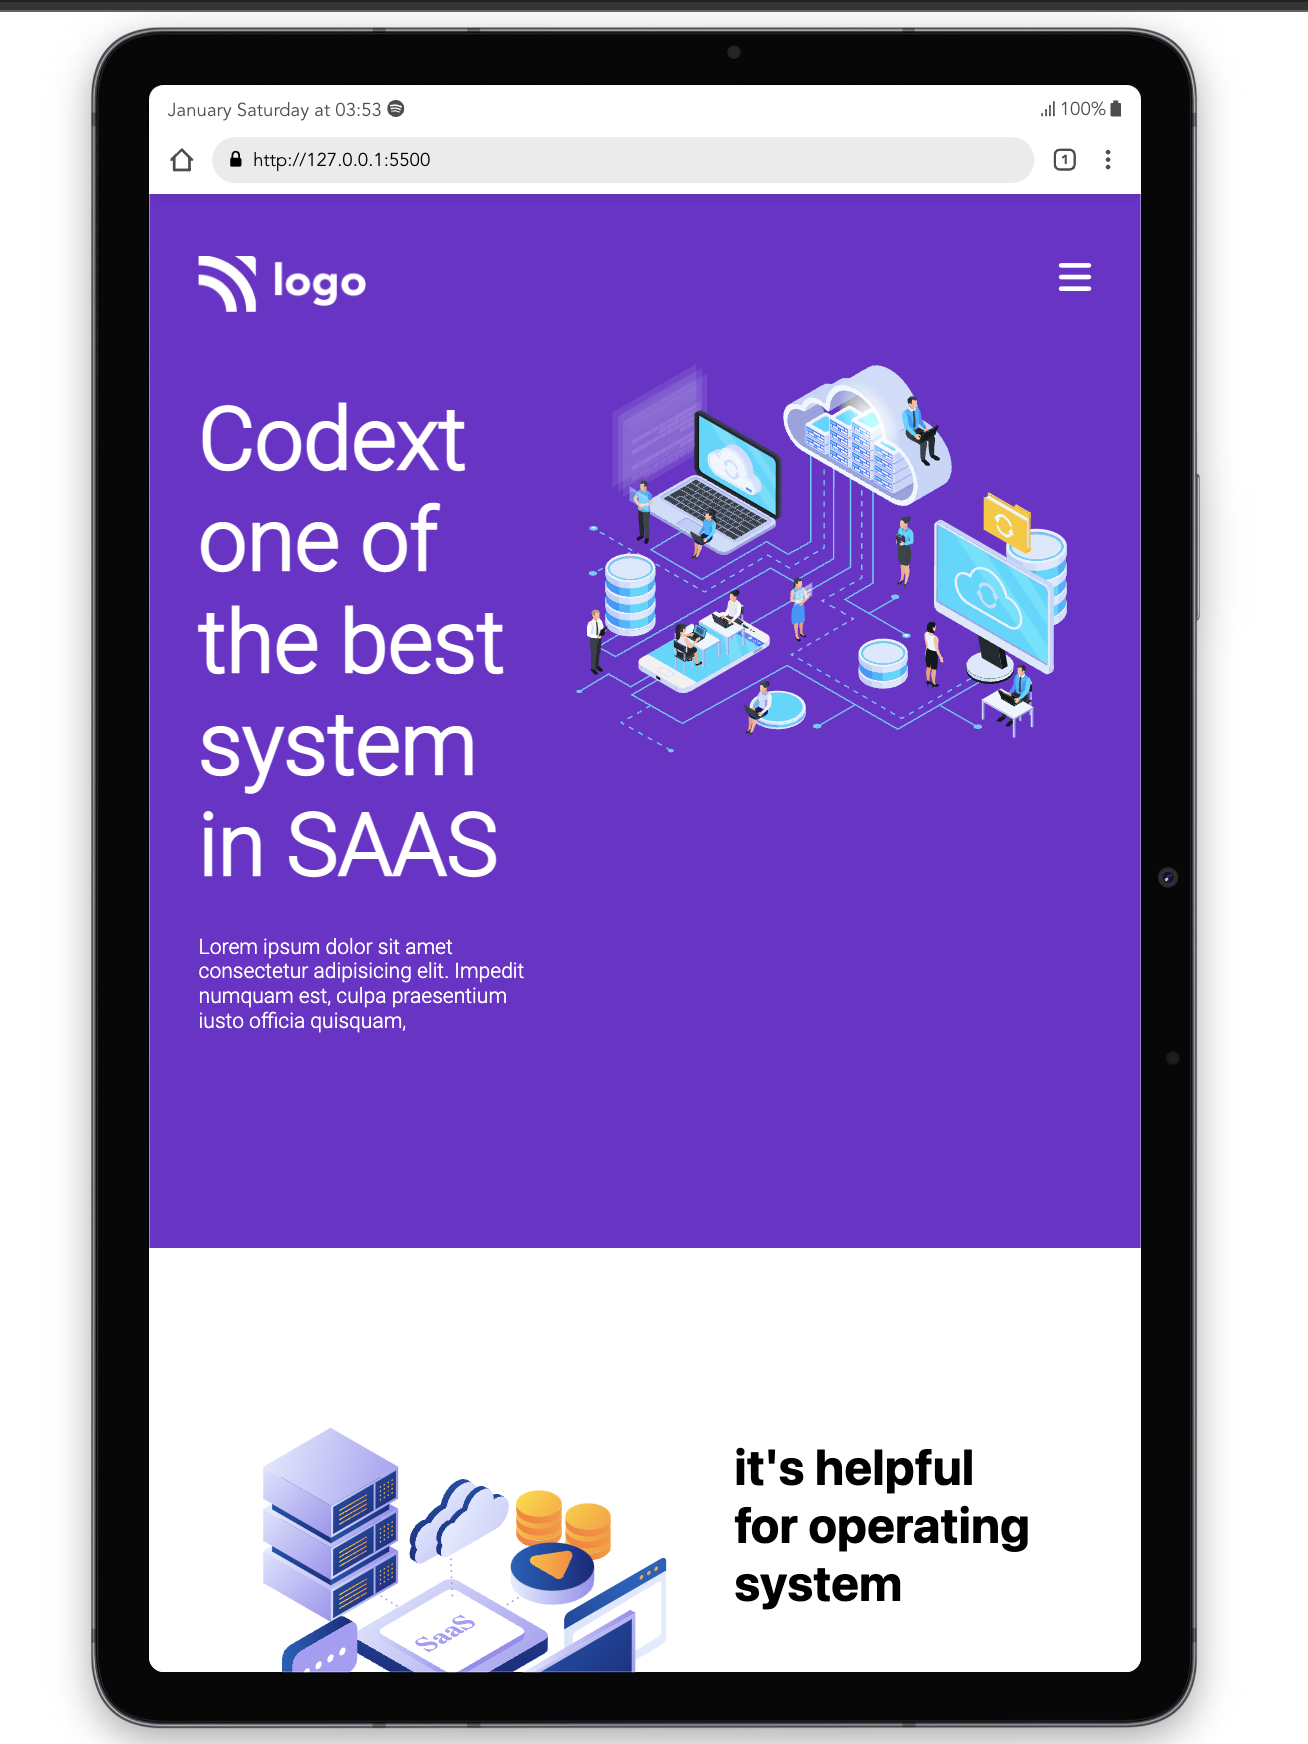 January Saturday at 03:53
100%
http://127.0.0.1:5500
1
logo
Codext
one of
the best
system
in SAAS
Lorem ipsum dolor sit amet
consectetur adipisicing elit. Impedit
numquam est, culpa praesentium
iusto officia quisquam,
it's helpful
for operating
system
SaaS